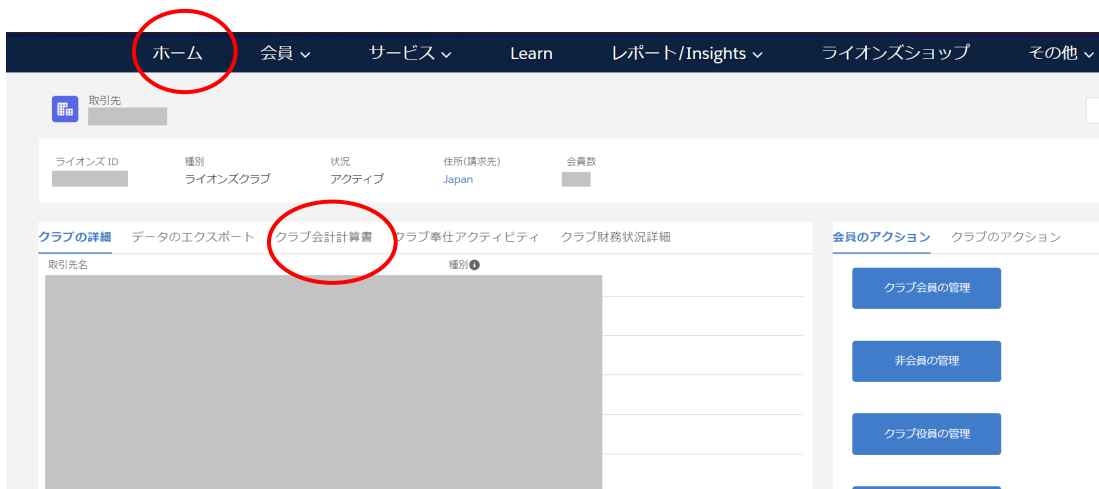 ホーム 会員 サービス Learn レポート/Insights ライオンズショップ その他
取引先
ライオンズ ID 種別 状況 住所(請求先) 会員数
ライオンズクラブ アクティブ Japan
クラブの詳細 データのエクスポート クラブ会計計算書 クラブ奉仕アクティビティ クラブ財務状況詳細 会員のアクション クラブのアクション
取引先名 種別
クラブ会員の管理
非会員の管理
クラブ役員の管理